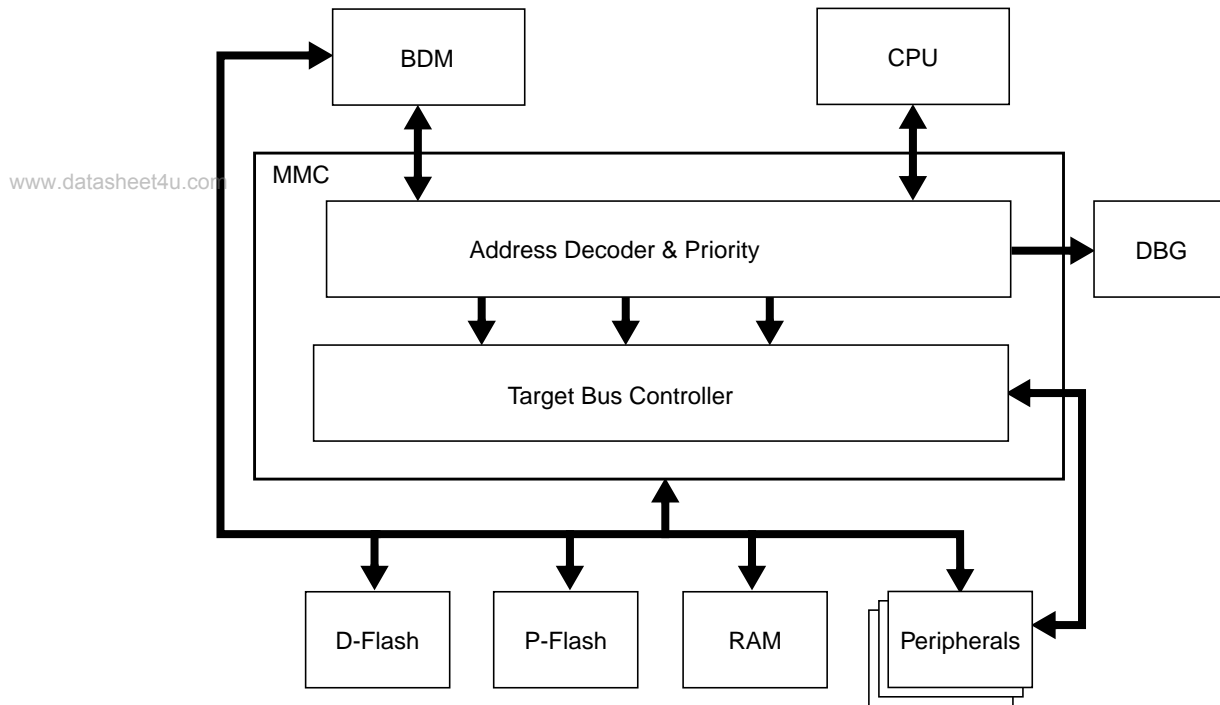 BDM
CPU
www.datasheet4u.com
MMC
Address Decoder & Priority
DBG
Target Bus Controller
D-Flash
P-Flash
RAM
Peripherals